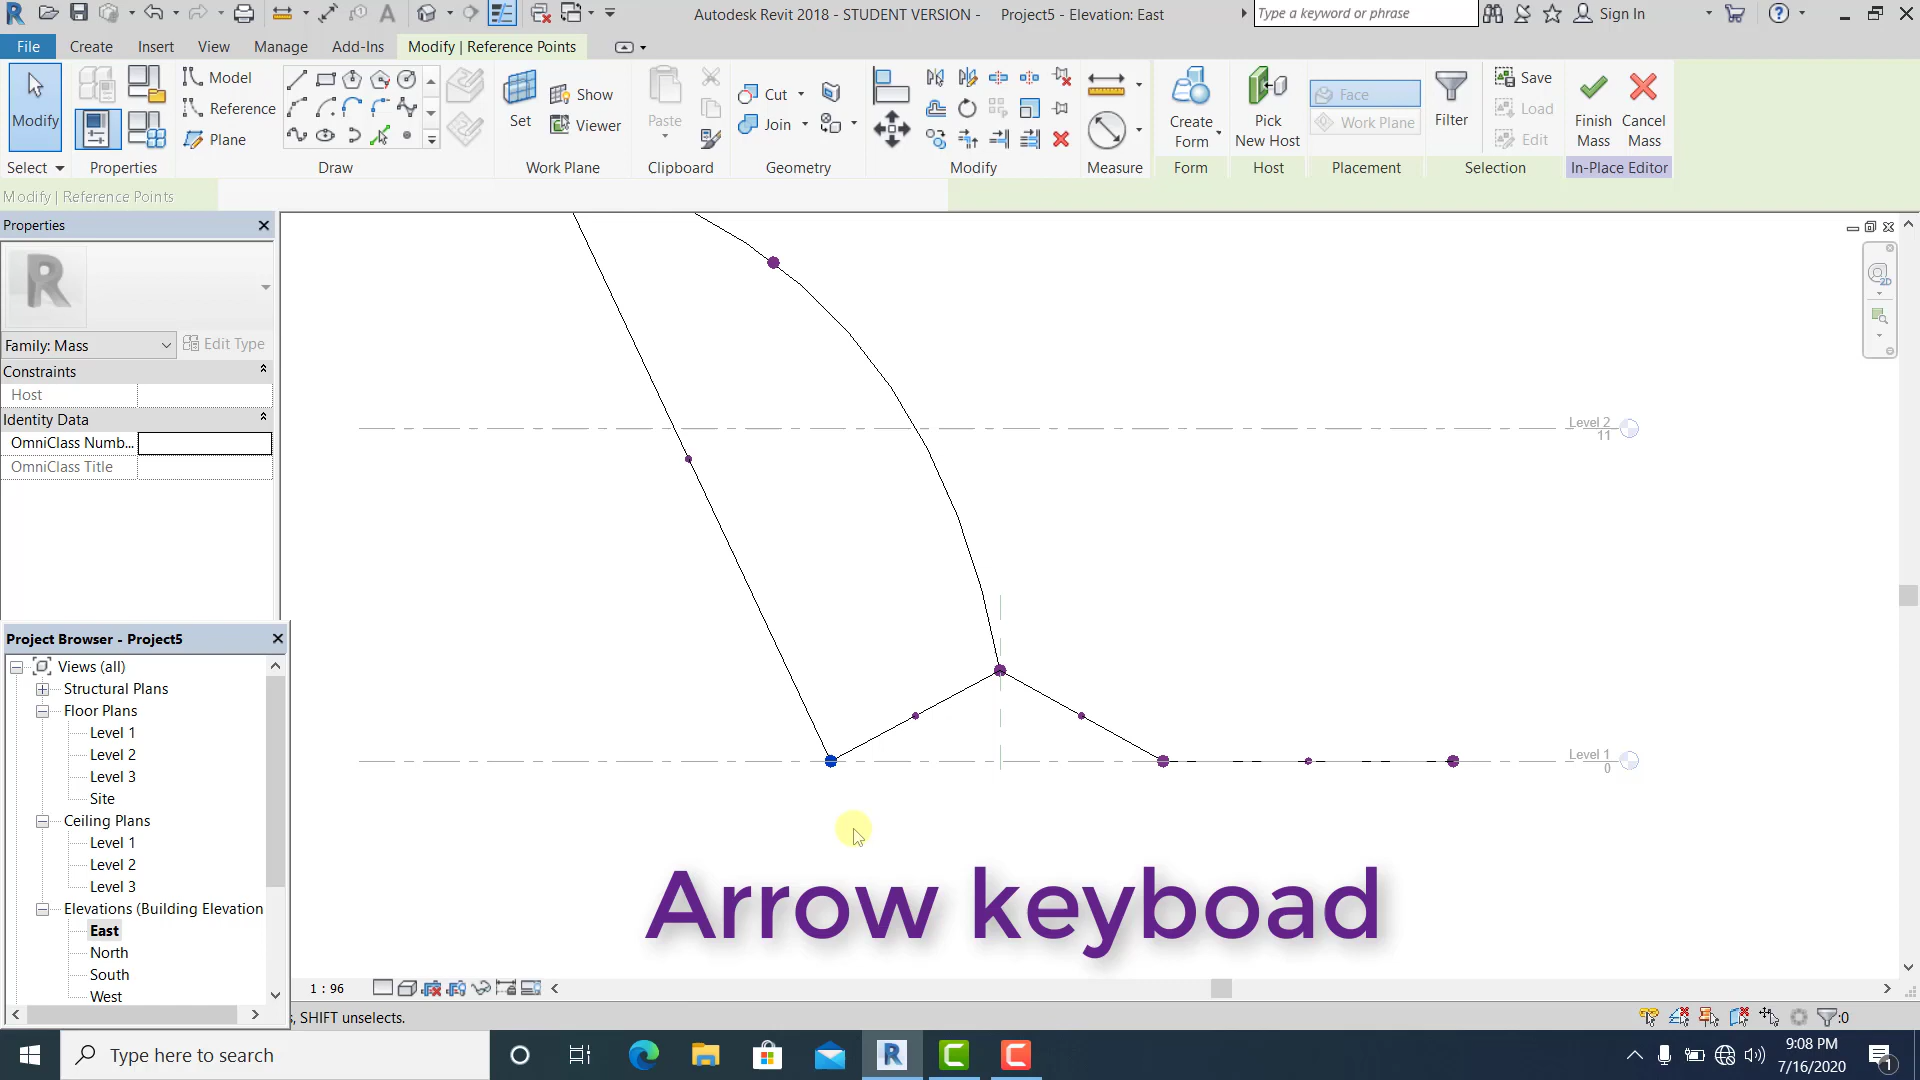 Autodesk Revit 2018 - STUDENT VERSION - Project5 - Elevation: East
Type a keyword or phrase
Sign In
File Create Insert View Manage Add-Ins Modify | Reference Points
Modify
Select
Properties
Model
Reference
Plane
Draw
Set
Show
Viewer
Work Plane
Paste
Clipboard
Cut
Join
Geometry
Modify
Measure
Create
Form
Form
Pick
New Host
Host
Face
Work Plane
Placement
Filter
Save
Load
Edit
Selection
Finish
Mass
Cancel
Mass
In-Place Editor
Modify | Reference Points
Properties
R
Family: Mass
Edit Type
Constraints
Host
Identity Data
OmniClass Numb...
OmniClass Title
Level 2
11
Level 1
0
Project Browser - Project5
Views (all)
Structural Plans
Floor Plans
Level 1
Level 2
Level 3
Site
Ceiling Plans
Level 1
Level 2
Level 3
Elevations (Building Elevation
East
North
South
West
Arrow keyboad
1 : 96
, SHIFT unselects.
:0
Type here to search
9:08 PM
7/16/2020
1